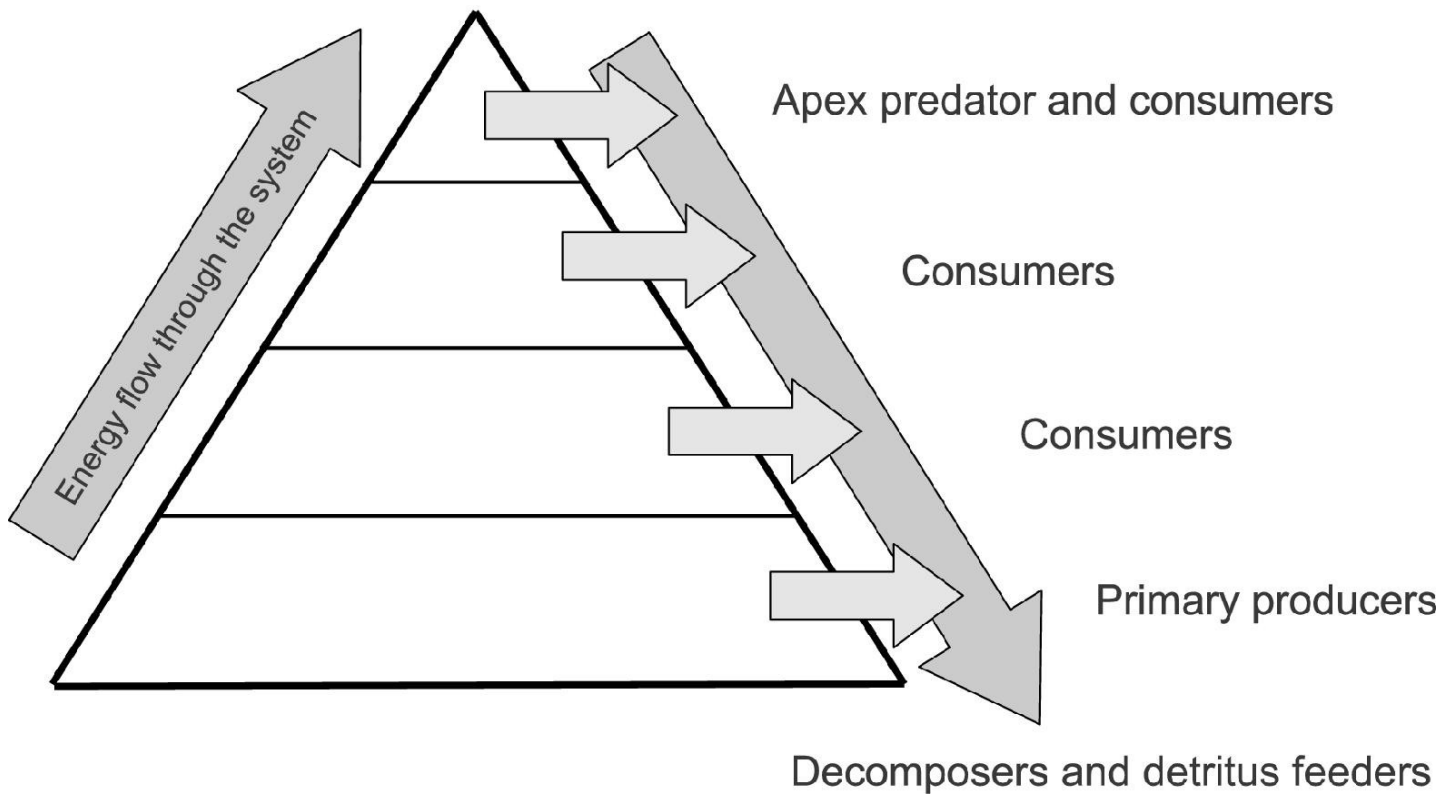 Energy flow through the system
Apex predator and consumers
Consumers
Consumers
Primary producers
Decomposers and detritus feeders